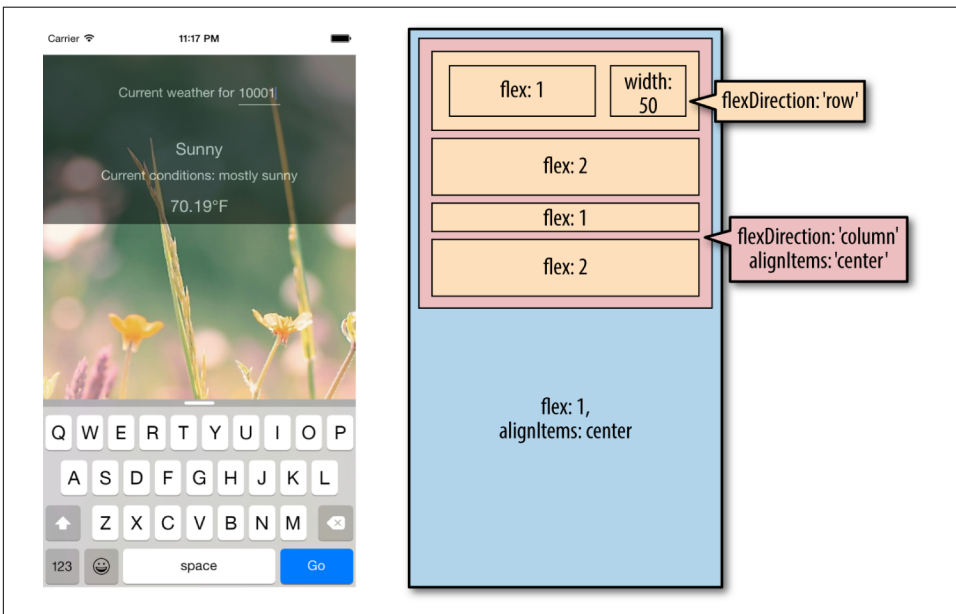 Carrier 11:17 PM
Current weather for 10001
Sunny
Current conditions: mostly sunny
70.19°F
Q W E R T Y U I O P
A S D F G H J K L
Z X C V B N M
123 space Go
flex: 1
width:
50
flexDirection: 'row'
flex: 2
flex: 1
flexDirection: 'column'
alignItems: 'center'
flex: 2
flex: 1,
alignItems: center